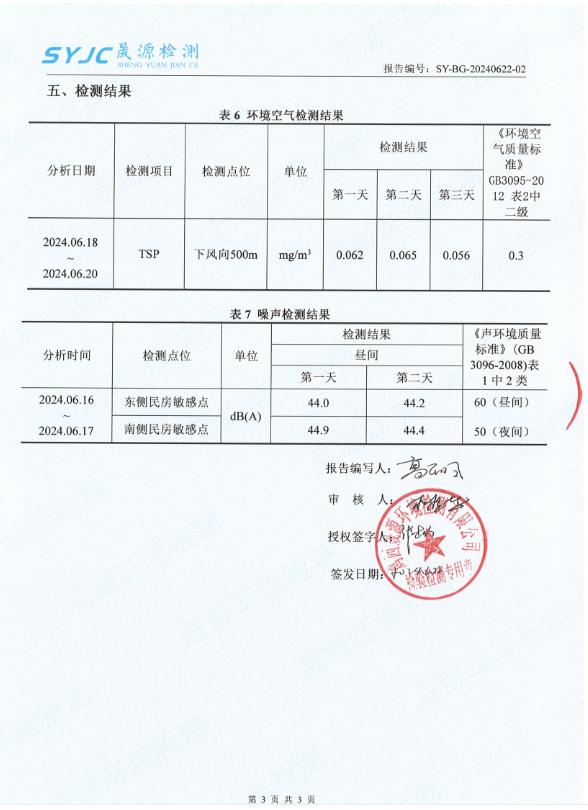 SYJC 晟源检测
SHENG YUAN JIAN CE
报告编号：SY-BG-20240622-02
五、检测结果
表 6 环境空气检测结果
分析日期 检测项目 检测点位 单位 检测结果 《环境空气质量标准》GB3095-2012 表2中二级
第一天 第二天 第三天
2024.06.18～2024.06.20 TSP 下风向500m mg/m³ 0.062 0.065 0.056 0.3
表 7 噪声检测结果
分析时间 检测点位 单位 检测结果 《声环境质量标准》（GB 3096-2008)表1 中 2 类
昼间
第一天 第二天
2024.06.16～2024.06.17 东侧民房敏感点 dB(A) 44.0 44.2 60（昼间）
南侧民房敏感点 44.9 44.4 50（夜间）
报告编写人：
审 核 人：
授权签字人：
签发日期：
检验检测专用章
第 3 页 共 3 页